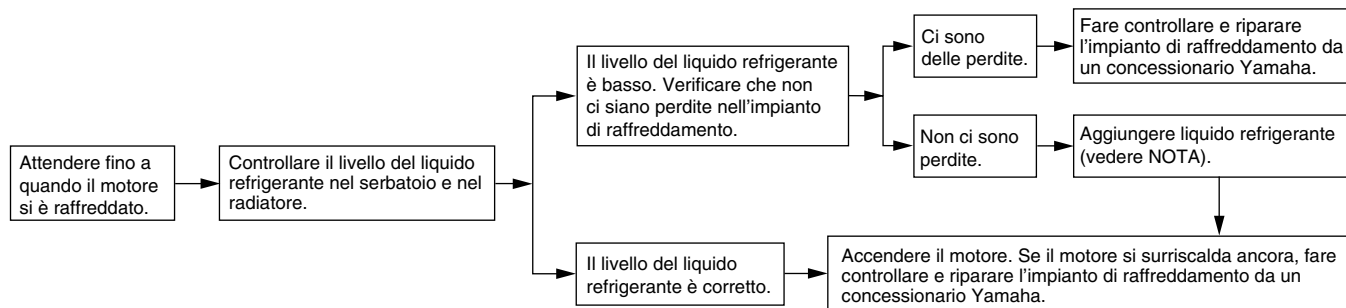 Attendere fino a
quando il motore
si è raffreddato.
Controllare il livello del liquido
refrigerante nel serbatoio e nel
radiatore.
Il livello del liquido refrigerante
è basso. Verificare che non
ci siano perdite nell'impianto
di raffreddamento.
Ci sono
delle perdite.
Fare controllare e riparare
l'impianto di raffreddamento da
un concessionario Yamaha.
Non ci sono
perdite.
Aggiungere liquido refrigerante
(vedere NOTA).
Il livello del liquido
refrigerante è corretto.
Accendere il motore. Se il motore si surriscalda ancora, fare
controllare e riparare l'impianto di raffreddamento da un
concessionario Yamaha.